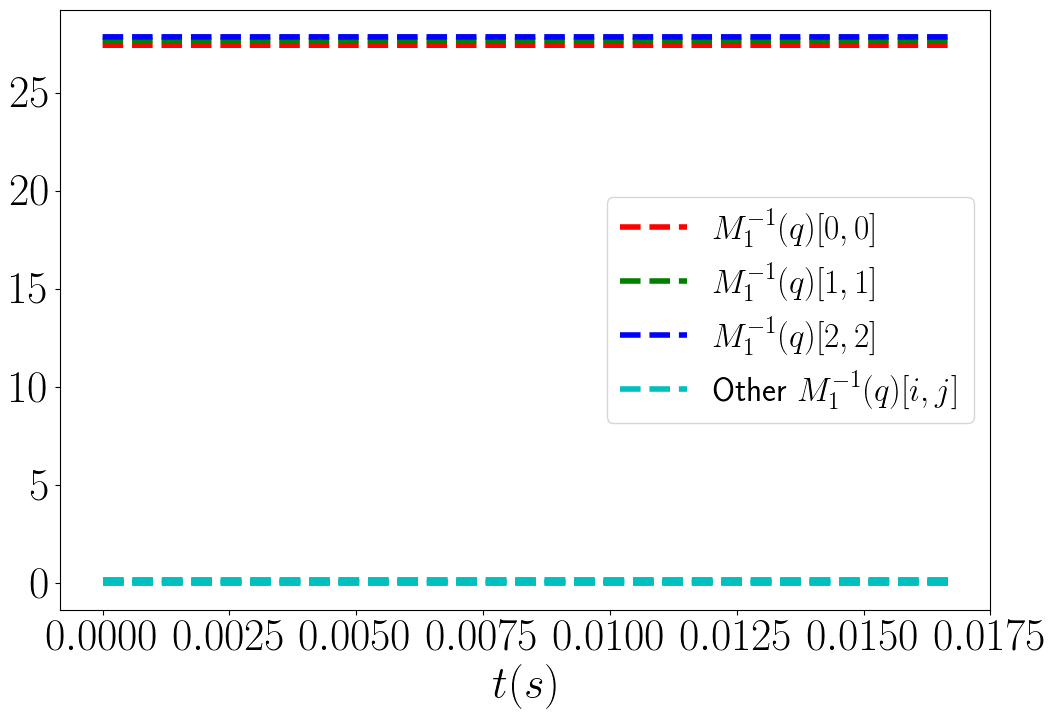 25
20
15
10
5
0
M_1^{-1}(q)[0, 0]
M_1^{-1}(q)[1, 1]
M_1^{-1}(q)[2, 2]
Other M_1^{-1}(q)[i, j]
0.0000 0.0025 0.0050 0.0075 0.0100 0.0125 0.0150 0.0175
t(s)